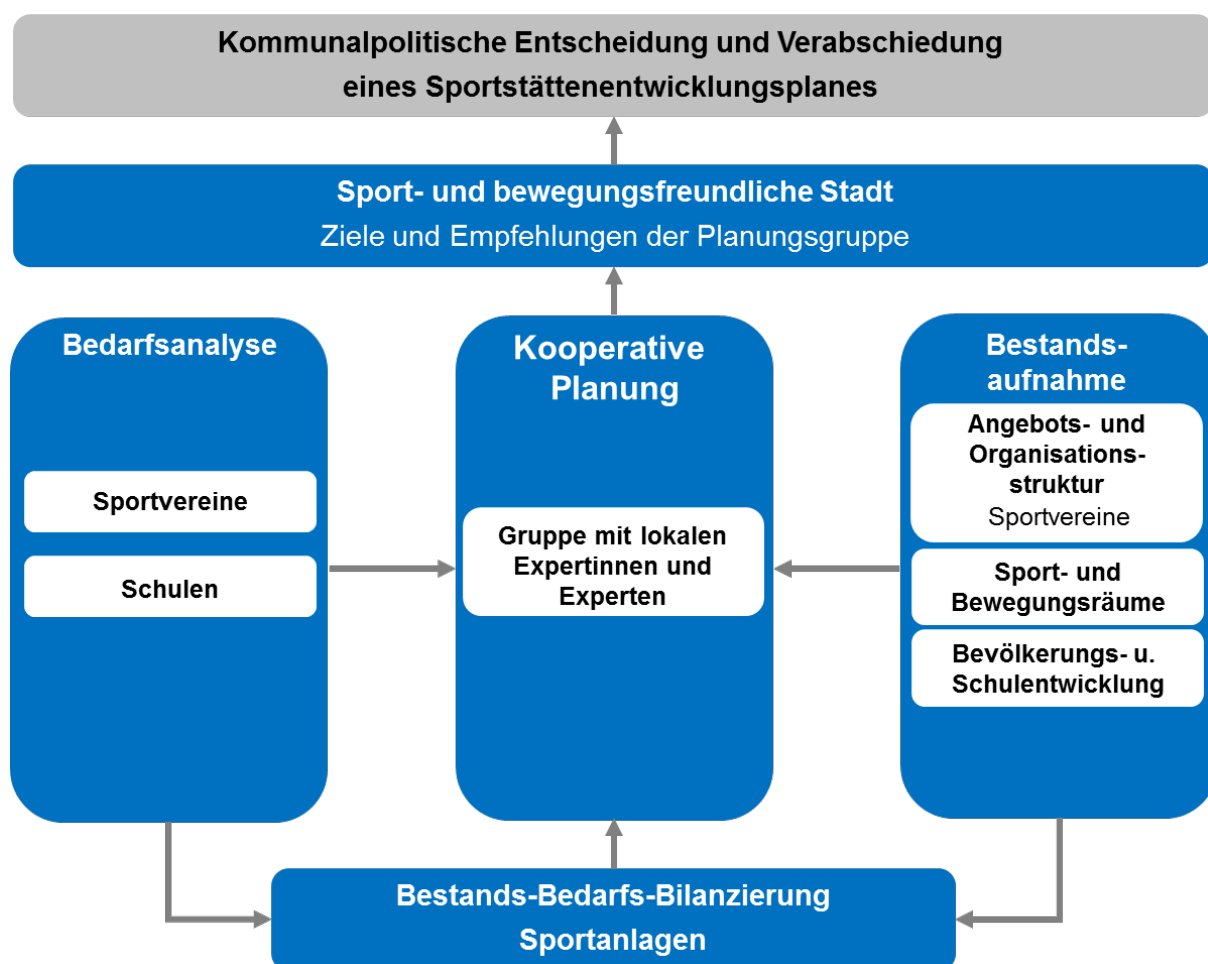 Kommunalpolitische Entscheidung und Verabschiedung
eines Sportstättenentwicklungsplanes
Sport- und bewegungsfreundliche Stadt
Ziele und Empfehlungen der Planungsgruppe
Bedarfsanalyse
Sportvereine
Schulen
Kooperative
Planung
Gruppe mit lokalen
Expertinnen und
Experten
Bestands-
aufnahme
Angebots- und
Organisations-
struktur
Sportvereine
Sport- und
Bewegungsräume
Bevölkerungs- u.
Schulentwicklung
Bestands-Bedarfs-Bilanzierung
Sportanlagen